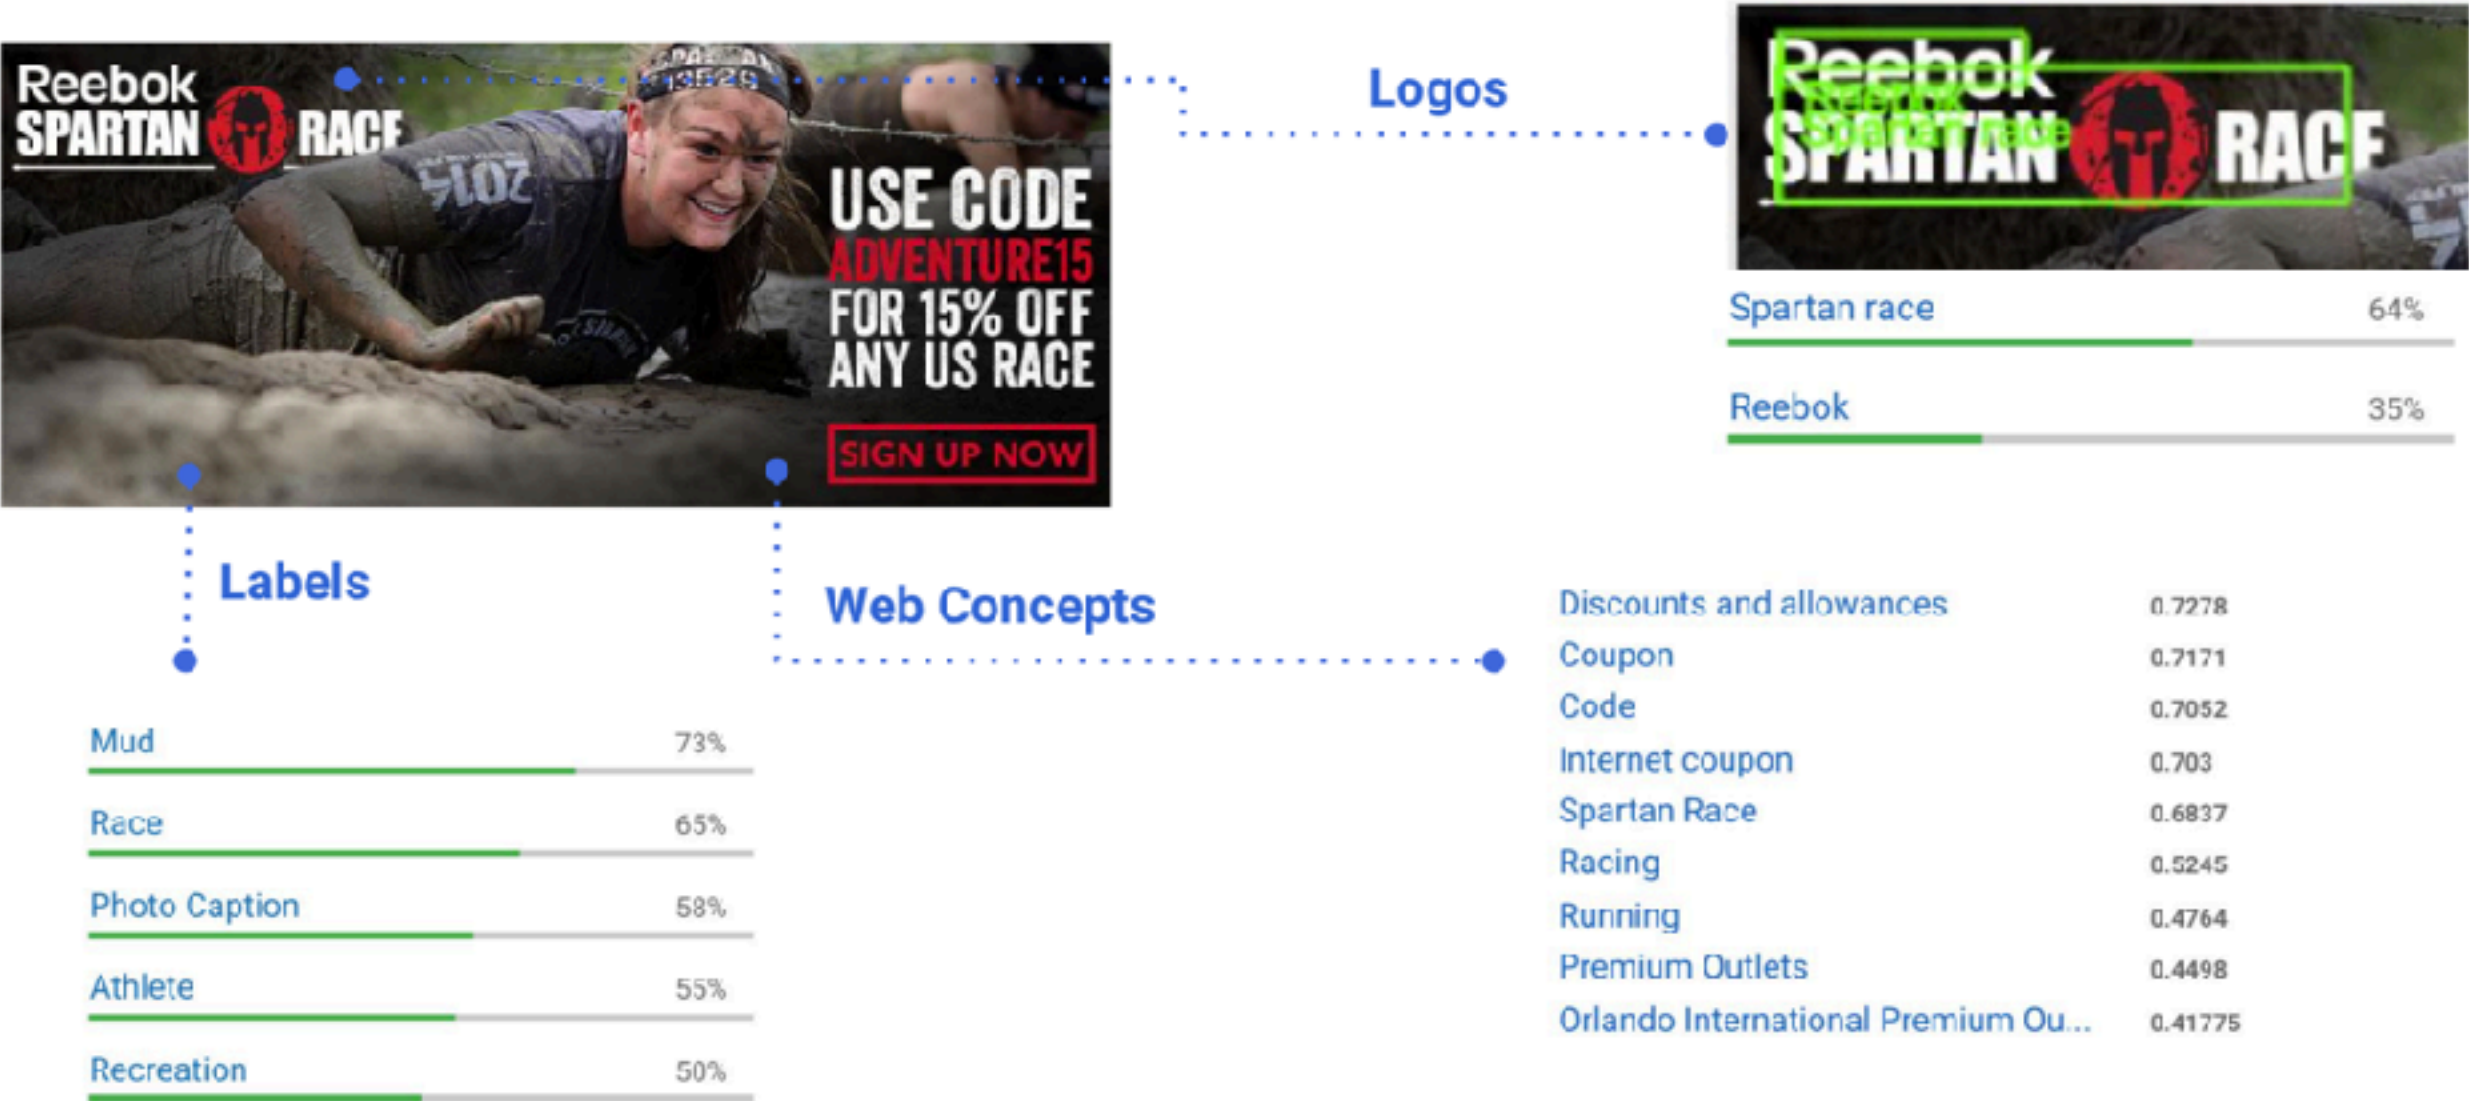 Reebok
SPARTAN RACE
USE CODE
ADVENTURE15
FOR 15% OFF
ANY US RACE
SIGN UP NOW
Logos
Reebok
SPARTAN RACE
Reebok
Spartan race
Spartan race 64%
Reebok 35%
Labels
Mud 73%
Race 65%
Photo Caption 58%
Athlete 55%
Recreation 50%
Web Concepts
Discounts and allowances 0.7278
Coupon 0.7171
Code 0.7052
Internet coupon 0.703
Spartan Race 0.6837
Racing 0.5245
Running 0.4764
Premium Outlets 0.4498
Orlando International Premium Ou... 0.41775